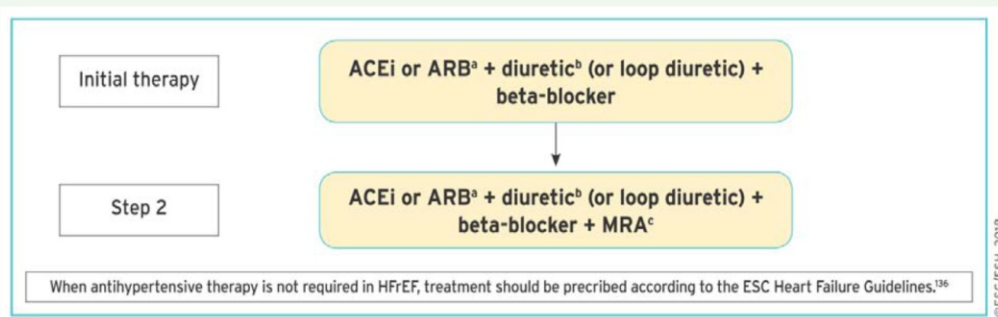 Initial therapy
ACEi or ARBᵃ + diureticᵇ (or loop diuretic) +
beta-blocker
Step 2
ACEi or ARBᵃ + diureticᵇ (or loop diuretic) +
beta-blocker + MRAᶜ
When antihypertensive therapy is not required in HFrEF, treatment should be precribed according to the ESC Heart Failure Guidelines.¹³⁶